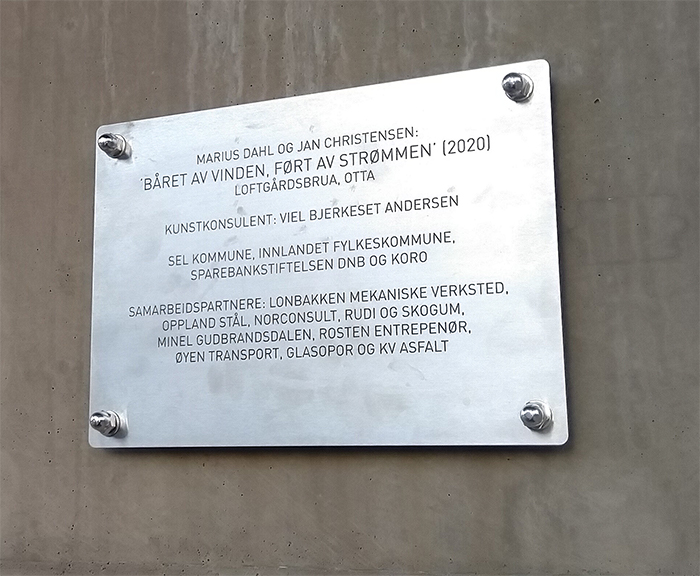 MARIUS DAHL OG JAN CHRISTENSEN:
'BÅRET AV VINDEN, FØRT AV STRØMMEN' (2020)
LOFTGÅRDSBRUA, OTTA
KUNSTKONSULENT: VIEL BJERKESET ANDERSEN
SEL KOMMUNE, INNLANDET FYLKESKOMMUNE,
SPAREBANKSTIFTELSEN DNB OG KORO
SAMARBEIDSPARTNERE: LONBAKKEN MEKANISKE VERKSTED,
OPPLAND STÅL, NORCONSULT, RUDI OG SKOGUM,
MINEL GUDBRANDSDALEN, ROSTEN ENTREPENØR,
ØYEN TRANSPORT, GLASOPOR OG KV ASFALT